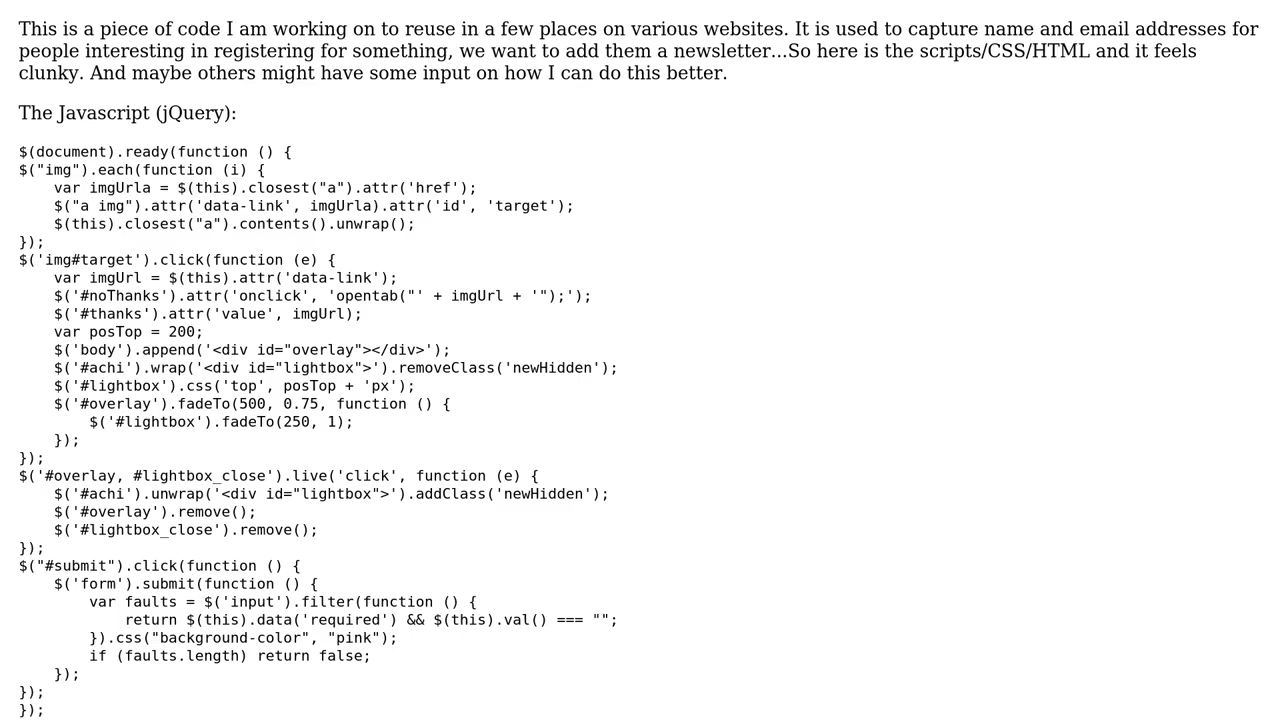 This is a piece of code I am working on to reuse in a few places on various websites. It is used to capture name and email addresses for
people interesting in registering for something, we want to add them a newsletter...So here is the scripts/CSS/HTML and it feels
clunky. And maybe others might have some input on how I can do this better.
The Javascript (jQuery):
$(document).ready(function () {
$("img").each(function (i) {
    var imgUrla = $(this).closest("a").attr('href');
    $("a img").attr('data-link', imgUrla).attr('id', 'target');
    $(this).closest("a").contents().unwrap();
});
$('img#target').click(function (e) {
    var imgUrl = $(this).attr('data-link');
    $('#noThanks').attr('onclick', 'opentab("' + imgUrl + '");');
    $('#thanks').attr('value', imgUrl);
    var posTop = 200;
    $('body').append('<div id="overlay"></div>');
    $('#achi').wrap('<div id="lightbox">').removeClass('newHidden');
    $('#lightbox').css('top', posTop + 'px');
    $('#overlay').fadeTo(500, 0.75, function () {
        $('#lightbox').fadeTo(250, 1);
    });
});
$('#overlay, #lightbox_close').live('click', function (e) {
    $('#achi').unwrap('<div id="lightbox">').addClass('newHidden');
    $('#overlay').remove();
    $('#lightbox_close').remove();
});
$("#submit").click(function () {
    $('form').submit(function () {
        var faults = $('input').filter(function () {
            return $(this).data('required') && $(this).val() === "";
        }).css("background-color", "pink");
        if (faults.length) return false;
    });
});
});